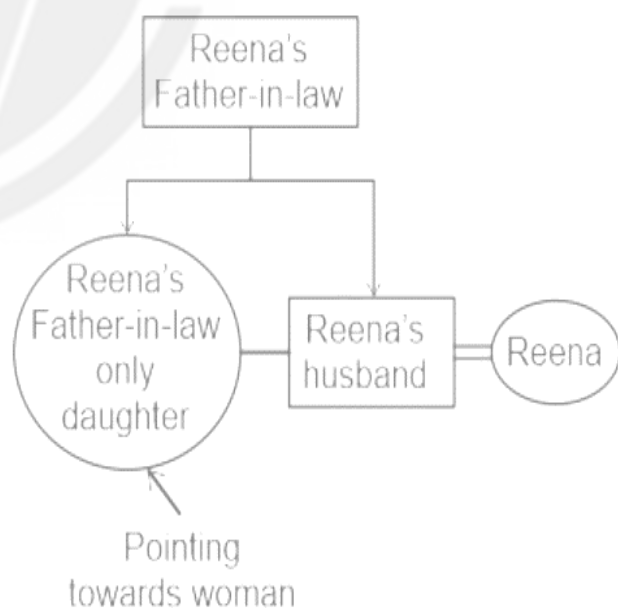 Reena's
Father-in-law
Reena's
Father-in-law
only
daughter
Reena's
husband
Reena
Pointing
towards woman